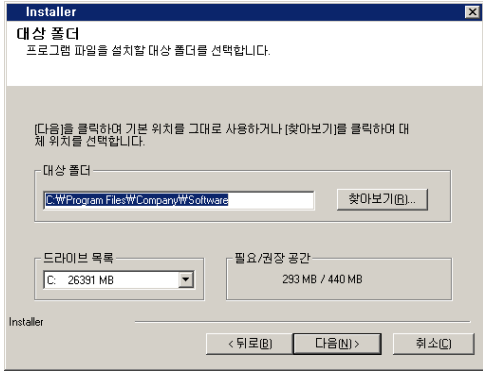 Installer
대상 폴더
프로그램 파일을 설치할 대상 폴더를 선택합니다.
[다음]을 클릭하여 기본 위치를 그대로 사용하거나 [찾아보기]를 클릭하여 대
체 위치를 선택합니다.
대상 폴더
C:₩Program Files₩Company₩Software
찾아보기(R)...
드라이브 목록
C: 26391 MB
필요/권장 공간
293 MB / 440 MB
Installer
< 뒤로(B)
다음(N) >
취소(C)